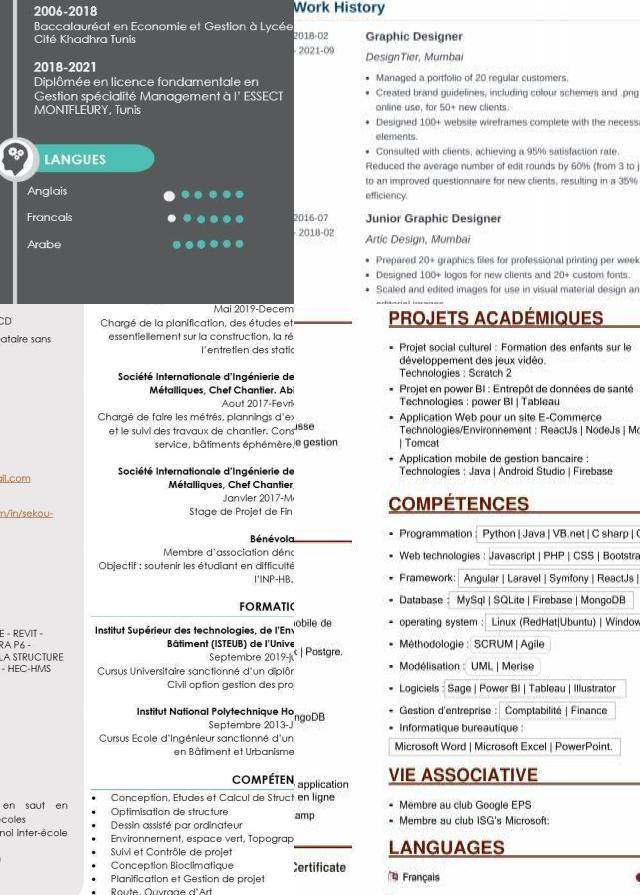 2006-2018
Baccalauréat en Economie et Gestion à Lycée
Cité Khadhra Tunis
2018-2021
Diplômée en licence fondamentale en
Gestion spécialité Management à l' ESSECT
MONTFLEURY, Tunis
LANGUES
Anglais
Francais
Arabe
Work History
2018-02
- 2021-09
Graphic Designer
DesignTier, Mumbai
• Managed a portfolio of 20 regular customers.
• Created brand guidelines, including colour schemes and .png
online use, for 50+ new clients.
• Designed 100+ website wireframes complete with the necessa
elements.
• Consulted with clients, achieving a 95% satisfaction rate.
Reduced the average number of edit rounds by 60% (from 3 to j
to an improved questionnaire for new clients, resulting in a 35%
efficiency.
2016-07
- 2018-02
Junior Graphic Designer
Artic Design, Mumbai
• Prepared 20+ graphics files for professional printing per week
• Designed 100+ logos for new clients and 20+ custom fonts.
• Scaled and edited images for use in visual material design an
editorial images
CD
ataire sans
ail.com
m/in/sekou-
E - REVIT -
RA P6 -
LA STRUCTURE
- HEC-HMS
en saut en
écoles
noi inter-école
Mai 2019-Decem
Chargé de la planification, des études et
essentiellement sur la construction, la ré
l'entretien des static
Société Internationale d'Ingénierie de
Métalliques, Chef Chantier. Abi
Aout 2017-Fevri
Chargé de faire les métrés, plannings d'ex
et le suivi des travaux de chantier. Cons
service, bâtiments éphémère.
Société Internationale d'Ingénierie de
Métalliques, Chef Chantier,
Janvier 2017-M
Stage de Projet de Fin
Bénévola
Membre d'association déno
Objectif : soutenir les étudiant en difficulté
l'INP-HB.
FORMATIO
Institut Supérieur des technologies, de l'Env
Bâtiment (ISTEUB) de l'Unive
Septembre 2019-ju
Cursus Universitaire sanctionné d'un diplôr
Civil option gestion des proj
Institut National Polytechnique Ho
Septembre 2013-J
Cursus Ecole d'Ingénieur sanctionné d'un
en Bâtiment et Urbanisme
COMPÉTEN
• Conception, Etudes et Calcul de Struct
• Optimisation de structure
• Dessin assisté par ordinateur
• Environnement, espace vert, Topograp
• Suivi et Contrôle de projet
• Conception Bioclimatique
• Planification et Gestion de projet
• Route, Ouvrage d'Art
usse
e gestion
obile de
( | Postgre.
ngoDB
application
en ligne
amp
Certificate
PROJETS ACADÉMIQUES
• Projet social culturel : Formation des enfants sur le
développement des jeux vidéo.
Technologies : Scratch 2
• Projet en power BI : Entrepôt de données de santé
Technologies : power BI | Tableau
• Application Web pour un site E-Commerce
Technologies/Environnement : ReactJs | NodeJs | Mo
| Tomcat
• Application mobile de gestion bancaire :
Technologies : Java | Android Studio | Firebase
COMPÉTENCES
• Programmation : Python | Java | VB.net | C sharp | C
• Web technologies : Javascript | PHP | CSS | Bootstra
• Framework: Angular | Laravel | Symfony | ReactJs |
• Database : MySql | SQLite | Firebase | MongoDB
• operating system : Linux (RedHat|Ubuntu) | Window
• Méthodologie : SCRUM | Agile
• Modélisation : UML | Merise
• Logiciels : Sage | Power BI | Tableau | Illustrator
• Gestion d'entreprise : Comptabilité | Finance
• Informatique bureautique :
Microsoft Word | Microsoft Excel | PowerPoint.
VIE ASSOCIATIVE
• Membre au club Google EPS
• Membre au club ISG's Microsoft:
LANGUAGES
Français